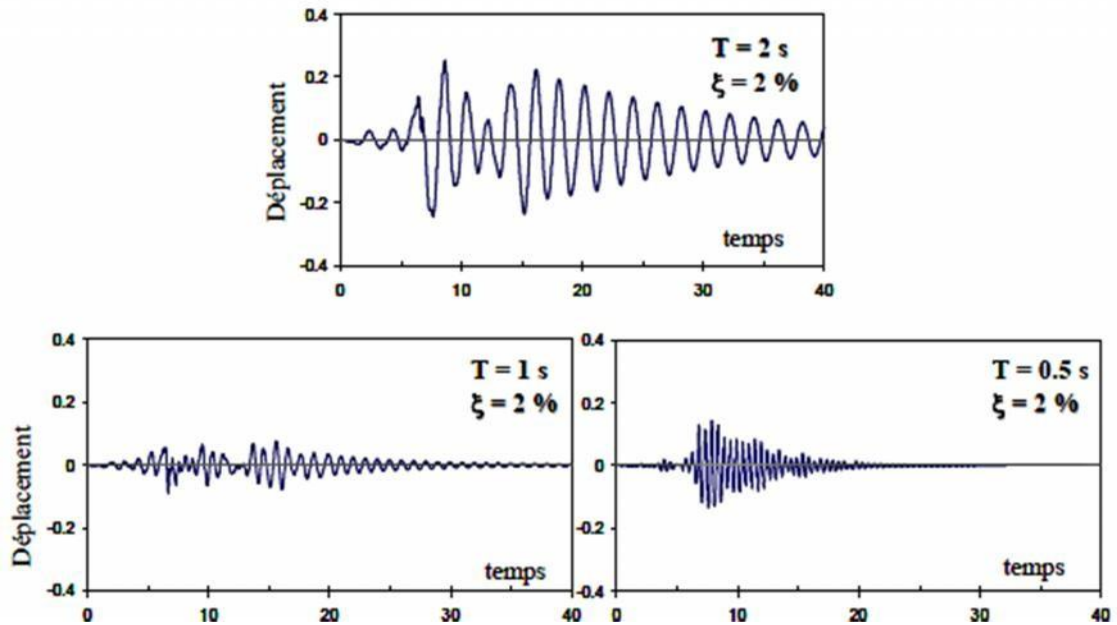 0.4
0.2
0
-0.2
-0.4
Déplacement
T = 2 s
ξ = 2 %
temps
0 10 20 30 40
0.4
0.2
0
-0.2
-0.4
Déplacement
T = 1 s
ξ = 2 %
temps
0 10 20 30 40
0.4
0.2
0
-0.2
-0.4
T = 0.5 s
ξ = 2 %
temps
0 10 20 30 40